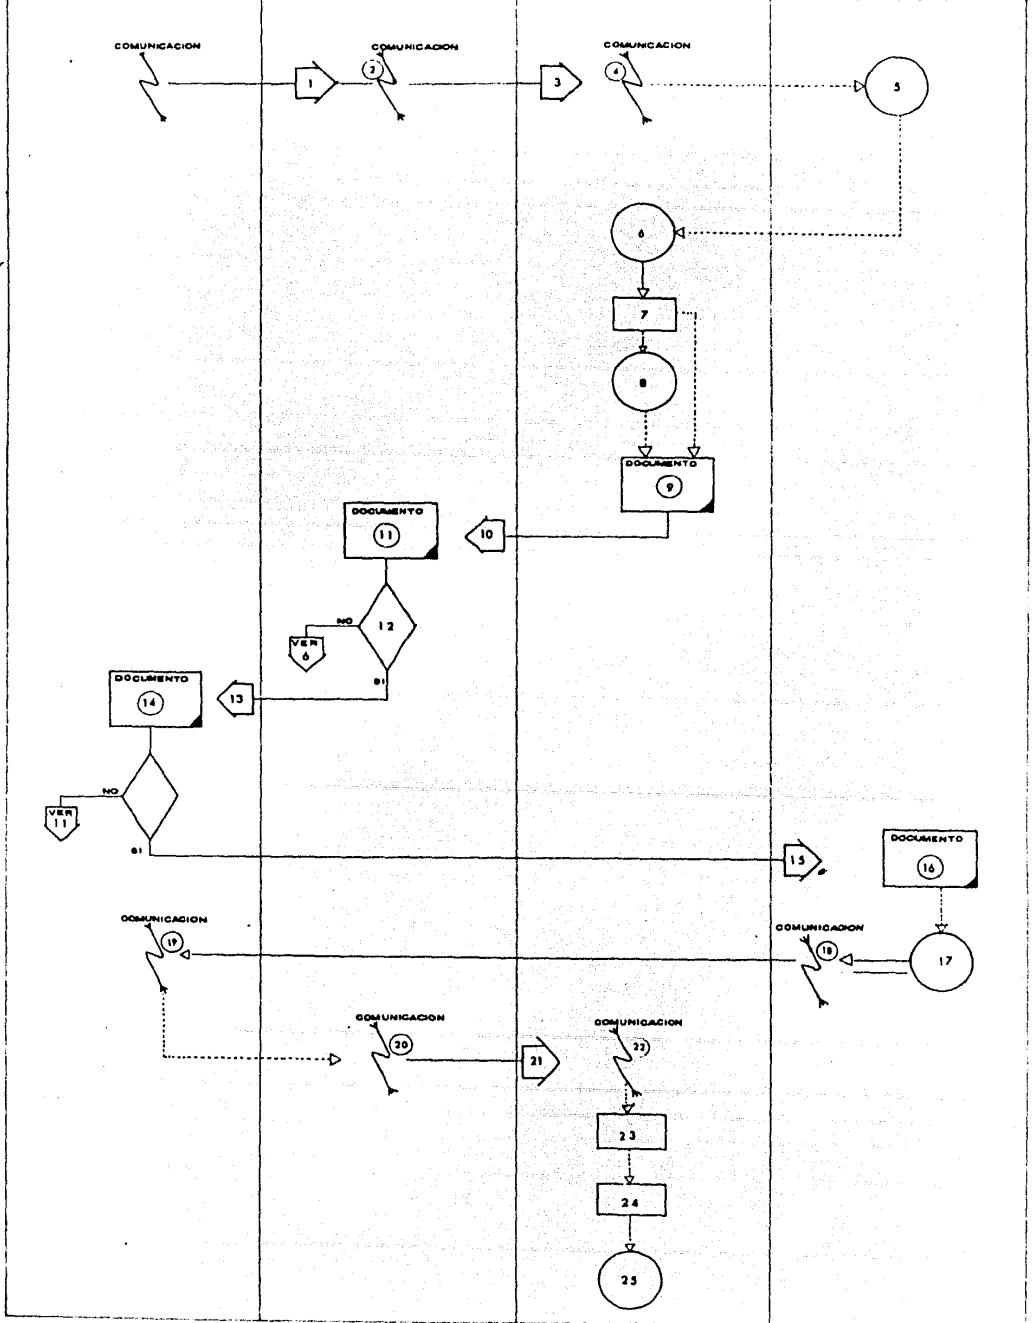 COMUNICACION
COMUNICACION
COMUNICACION
1
2
3
4
5
6
7
8
DOCUMENTO
9
10
DOCUMENTO
11
12
NO
VER
6
SI
13
DOCUMENTO
14
NO
VER
11
SI
15
DOCUMENTO
16
17
COMUNICACION
18
COMUNICACION
19
COMUNICACION
20
21
COMUNICACION
22
23
24
25